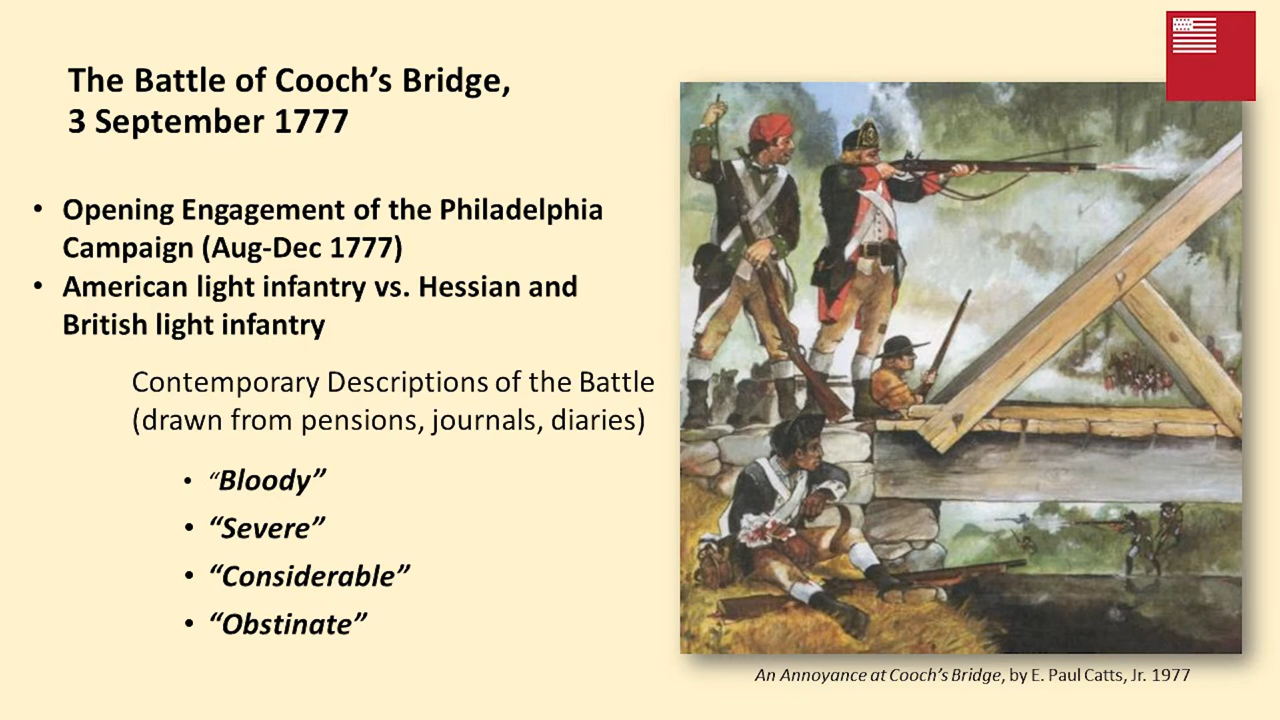 The Battle of Cooch’s Bridge,
3 September 1777
• Opening Engagement of the Philadelphia
Campaign (Aug-Dec 1777)
• American light infantry vs. Hessian and
British light infantry
Contemporary Descriptions of the Battle
(drawn from pensions, journals, diaries)
• “Bloody”
• “Severe”
• “Considerable”
• “Obstinate”
An Annoyance at Cooch’s Bridge, by E. Paul Catts, Jr. 1977